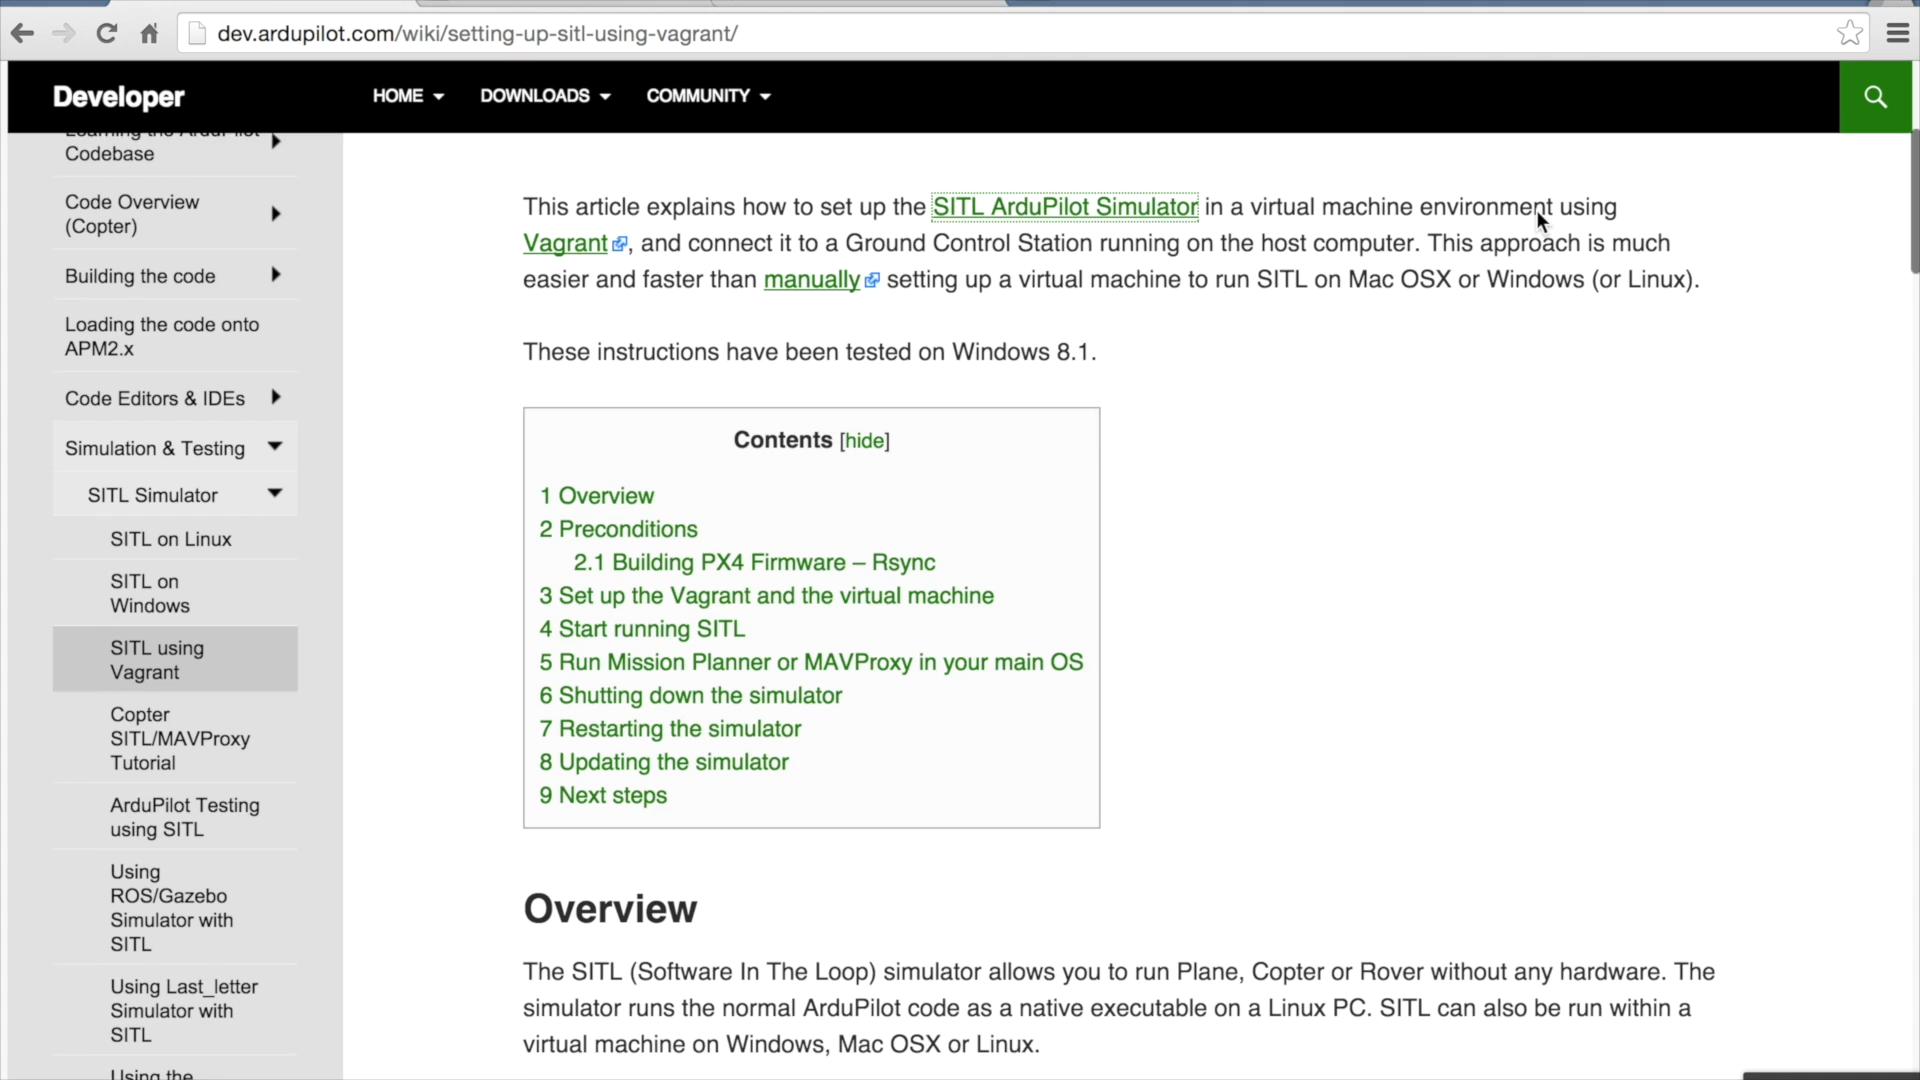 dev.ardupilot.com/wiki/setting-up-sitl-using-vagrant/
Developer
HOME
DOWNLOADS
COMMUNITY
Learning the ArduPilot
Codebase
Code Overview
(Copter)
Building the code
Loading the code onto
APM2.x
Code Editors & IDEs
Simulation & Testing
SITL Simulator
SITL on Linux
SITL on
Windows
SITL using
Vagrant
Copter
SITL/MAVProxy
Tutorial
ArduPilot Testing
using SITL
Using
ROS/Gazebo
Simulator with
SITL
Using Last_letter
Simulator with
SITL
Using the
This article explains how to set up the SITL ArduPilot Simulator in a virtual machine environment using
Vagrant, and connect it to a Ground Control Station running on the host computer. This approach is much
easier and faster than manually setting up a virtual machine to run SITL on Mac OSX or Windows (or Linux).
These instructions have been tested on Windows 8.1.
Contents [hide]
1 Overview
2 Preconditions
2.1 Building PX4 Firmware – Rsync
3 Set up the Vagrant and the virtual machine
4 Start running SITL
5 Run Mission Planner or MAVProxy in your main OS
6 Shutting down the simulator
7 Restarting the simulator
8 Updating the simulator
9 Next steps
Overview
The SITL (Software In The Loop) simulator allows you to run Plane, Copter or Rover without any hardware. The
simulator runs the normal ArduPilot code as a native executable on a Linux PC. SITL can also be run within a
virtual machine on Windows, Mac OSX or Linux.